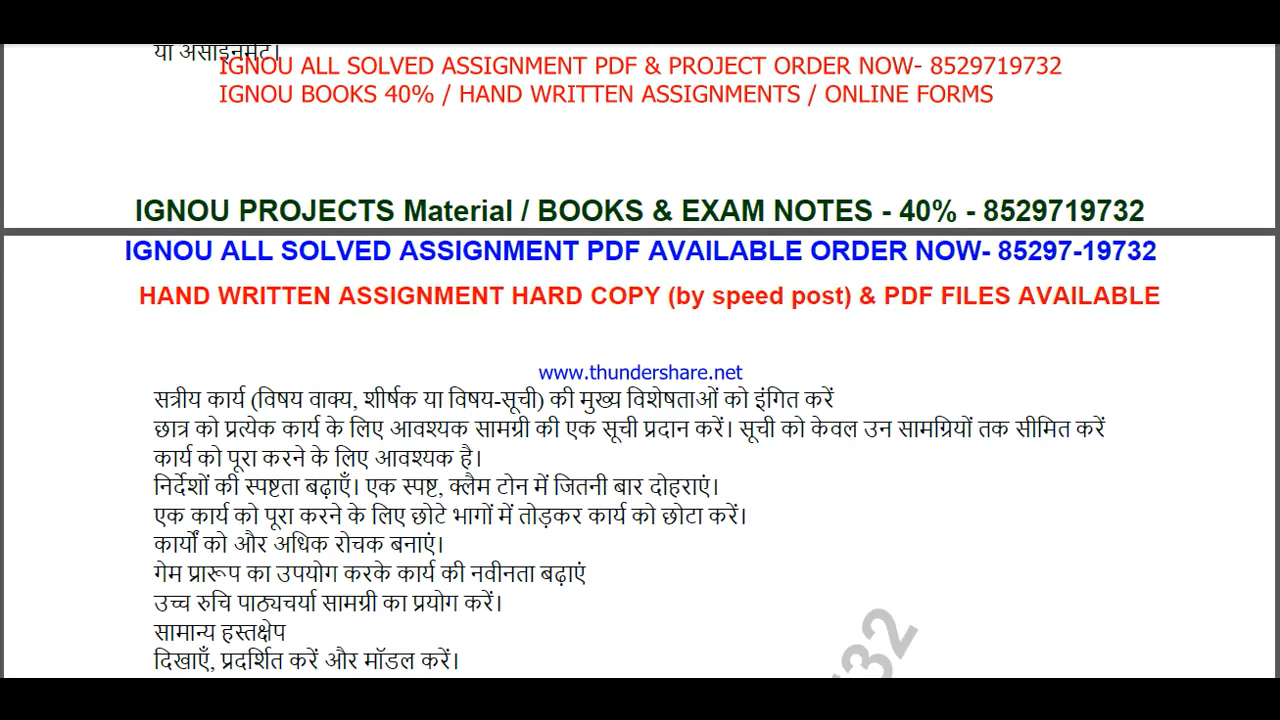 या असाइनमेंट।
IGNOU ALL SOLVED ASSIGNMENT PDF & PROJECT ORDER NOW- 8529719732
IGNOU BOOKS 40% / HAND WRITTEN ASSIGNMENTS / ONLINE FORMS
IGNOU PROJECTS Material / BOOKS & EXAM NOTES - 40% - 8529719732
IGNOU ALL SOLVED ASSIGNMENT PDF AVAILABLE ORDER NOW- 85297-19732
HAND WRITTEN ASSIGNMENT HARD COPY (by speed post) & PDF FILES AVAILABLE
www.thundershare.net
सत्रीय कार्य (विषय वाक्य, शीर्षक या विषय-सूची) की मुख्य विशेषताओं को इंगित करें
छात्र को प्रत्येक कार्य के लिए आवश्यक सामग्री की एक सूची प्रदान करें। सूची को केवल उन सामग्रियों तक सीमित करें
कार्य को पूरा करने के लिए आवश्यक है।
निर्देशों की स्पष्टता बढ़ाएँ। एक स्पष्ट, क्लैम टोन में जितनी बार दोहराएं।
एक कार्य को पूरा करने के लिए छोटे भागों में तोड़कर कार्य को छोटा करें।
कार्यों को और अधिक रोचक बनाएं।
गेम प्रारूप का उपयोग करके कार्य की नवीनता बढ़ाएं
उच्च रुचि पाठ्यचर्या सामग्री का प्रयोग करें।
सामान्य हस्तक्षेप
दिखाएँ, प्रदर्शित करें और मॉडल करें।
32